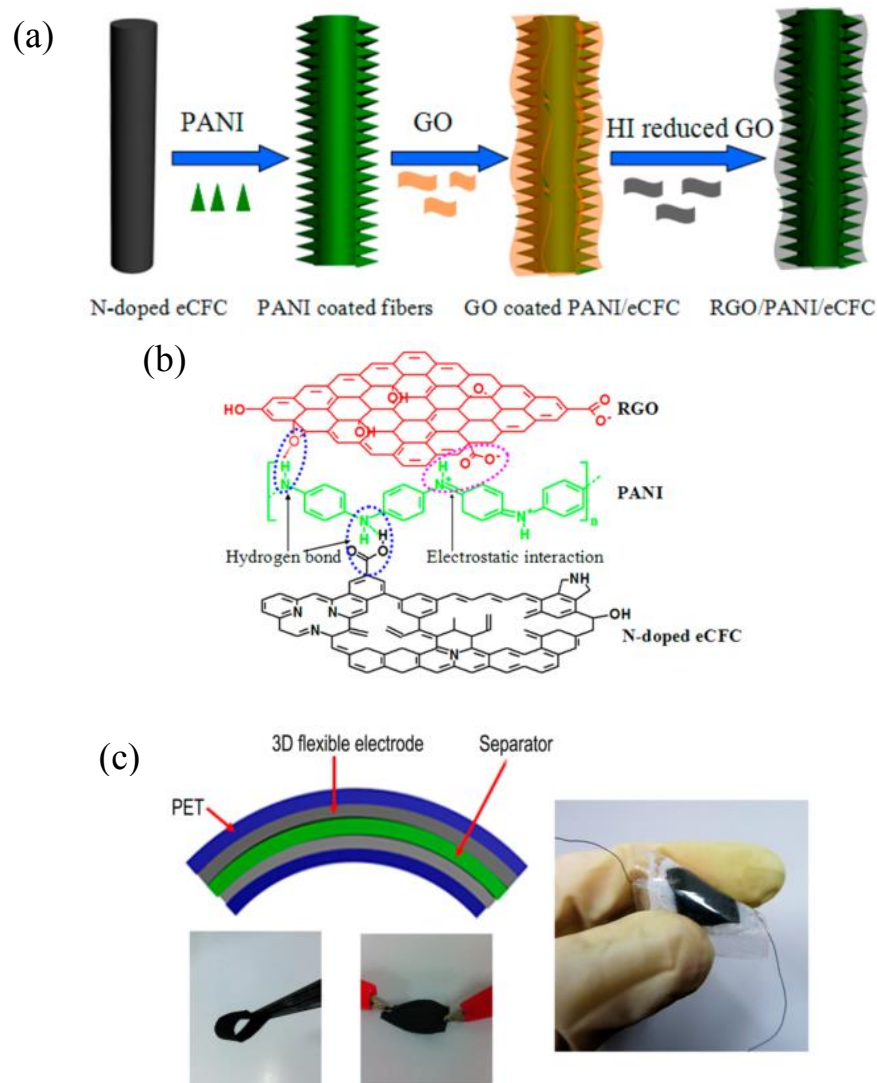 (a)
PANI
GO
HI reduced GO
N-doped eCFC
PANI coated fibers
GO coated PANI/eCFC
RGO/PANI/eCFC
(b)
HO
OH
OH
O
O-
O
O-
RGO
O
O-
H
N
H
N+
PANI
N
H
H
O
O
N+
H
n
Hydrogen bond
Electrostatic interaction
NH
N
N
N
N
OH
N-doped eCFC
(c)
3D flexible electrode
Separator
PET